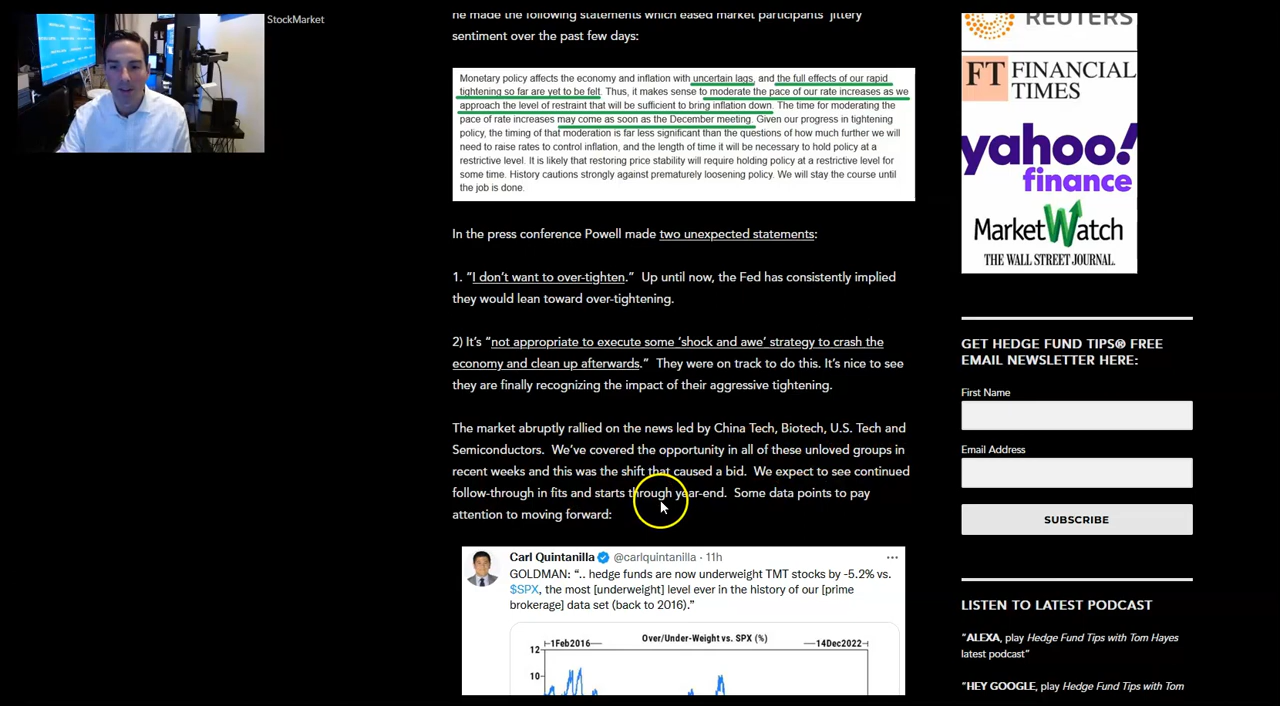 StockMarket
he made the following statements which eased market participants' jittery
sentiment over the past few days:
Monetary policy affects the economy and inflation with uncertain lags, and the full effects of our rapid
tightening so far are yet to be felt. Thus, it makes sense to moderate the pace of our rate increases as we
approach the level of restraint that will be sufficient to bring inflation down. The time for moderating the
pace of rate increases may come as soon as the December meeting. Given our progress in tightening
policy, the timing of that moderation is far less significant than the questions of how much further we will
need to raise rates to control inflation, and the length of time it will be necessary to hold policy at a
restrictive level. It is likely that restoring price stability will require holding policy at a restrictive level for
some time. History cautions strongly against prematurely loosening policy. We will stay the course until
the job is done.
In the press conference Powell made two unexpected statements:
1. “I don’t want to over-tighten.” Up until now, the Fed has consistently implied
they would lean toward over-tightening.
2) It’s “not appropriate to execute some ‘shock and awe’ strategy to crash the
economy and clean up afterwards.” They were on track to do this. It’s nice to see
they are finally recognizing the impact of their aggressive tightening.
The market abruptly rallied on the news led by China Tech, Biotech, U.S. Tech and
Semiconductors. We’ve covered the opportunity in all of these unloved groups in
recent weeks and this was the shift that caused a bid. We expect to see continued
follow-through in fits and starts through year-end. Some data points to pay
attention to moving forward:
Carl Quintanilla @carlquintanilla · 11h
GOLDMAN: “.. hedge funds are now underweight TMT stocks by -5.2% vs.
$SPX, the most [underweight] level ever in the history of our [prime
brokerage] data set (back to 2016).”
Over/Under-Weight vs. SPX (%)
1Feb2016
14Dec2022
12
10
REUTERS
FT FINANCIAL
TIMES
yahoo!
finance
MarketWatch
THE WALL STREET JOURNAL.
GET HEDGE FUND TIPS® FREE
EMAIL NEWSLETTER HERE:
First Name
Email Address
SUBSCRIBE
LISTEN TO LATEST PODCAST
“ALEXA, play Hedge Fund Tips with Tom Hayes
latest podcast”
“HEY GOOGLE, play Hedge Fund Tips with Tom